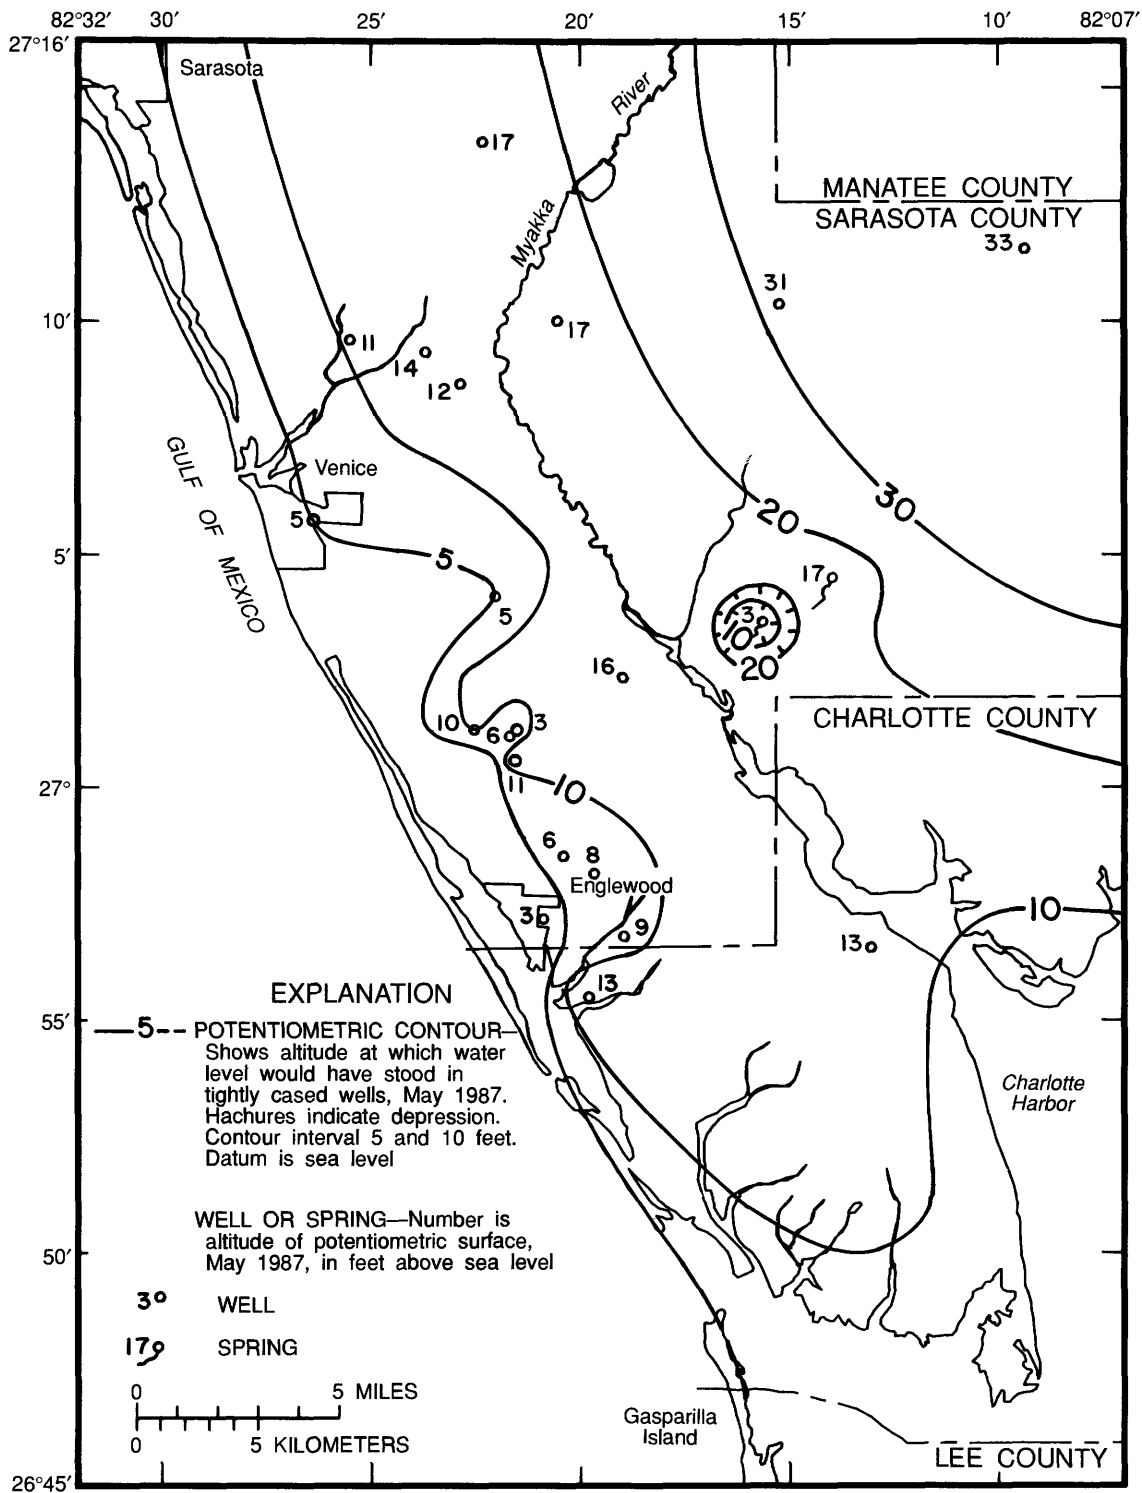 82°32′ 30′ 25′ 20′ 15′ 10′ 82°07′
27°16′
Sarasota
River
17
MANATEE COUNTY
SARASOTA COUNTY
33
Myakka
31
10′
17
11
14
12
GULF OF MEXICO
Venice
30
20
5
5′
5
17
5
3
10
20
16
CHARLOTTE COUNTY
10
6
3
27°
11
10
6
8
Englewood
3
9
10
13
13
EXPLANATION
55′
5 POTENTIOMETRIC CONTOUR—
Shows altitude at which water
level would have stood in
tightly cased wells, May 1987.
Hachures indicate depression.
Contour interval 5 and 10 feet.
Datum is sea level
Charlotte
Harbor
WELL OR SPRING—Number is
altitude of potentiometric surface,
May 1987, in feet above sea level
50′
3 WELL
17 SPRING
0 5 MILES
0 5 KILOMETERS
Gasparilla
Island
LEE COUNTY
26°45′